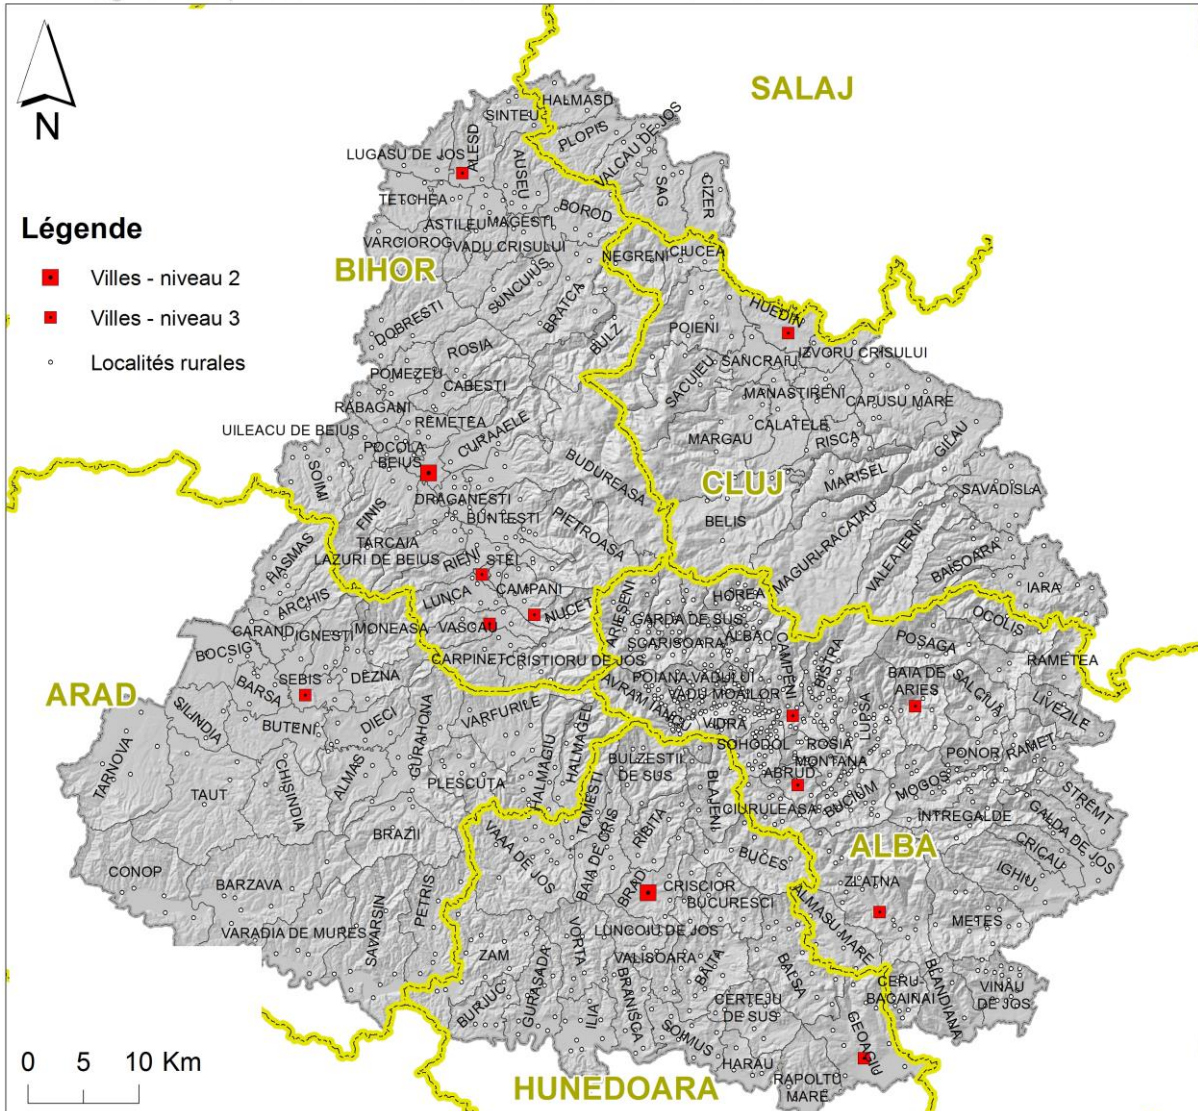 N
SALAJ
HALMASD
SINTEU
PLOPIS
VALCAU DE JOS
LUGASU DE JOS
ALESD
AUSEU
SAG
CIZER
TETCHEA
BOROD
Légende
ASTILEU
MAGESTI
VARCIOROG
VADU CRISULUI
NEGRENI
CIUCEA
BIHOR
Villes - niveau 2
SUNCUIUS
BRATCA
HUEDIN
Villes - niveau 3
DOBRESTI
BULZ
POIENI
Localités rurales
ROSIA
SANCRAIU
IZVORU CRISULUI
POMEZEU
CABESTI
SACUIEU
MANASTIRENI
CAPUSU MARE
RABAGANI
REMETEA
CURAAELE
CALATELE
UILEACU DE BEIUS
MARGAU
RISCA
GILAU
POCOLA
BEIUS
SOIMI
BUDUREASA
CLUJ
MARISEL
SAVADISLA
DRAGANESTI
FINIS
BUNTESTI
PIETROASA
BELIS
MAGURI-RACATAU
VALEA IERII
BAISOARA
HASMAS
TARCAIA
LAZURI DE BEIUS
RIENI
STEI
IARA
ARCHIS
LUNCA
CAMPANI
NUCET
ARIESENI
HOREA
OCOLIS
GARDA DE SUS
CARAND
IGNESTI
MONEASA
VASCAU
SCARISOARA
ALBAC
CAMPENI
BISTRA
POSAGA
BOCSIG
CARPINET
CRISTIORU DE JOS
RAMETEA
ARAD
SEBIS
DEZNA
POIANA VADULUI
VADU MOAILOR
BAIA DE
ARIES
SALCIUA
BARSA
AVRAM IANCU
LUPSA
LIVEZILE
SILINDIA
BUTENI
DIECI
GURAHONA
VARFURILE
VIDRA
HALMAGIU
HALMAGEL
SOHODOL
ROSIA
MONTANA
PONOR
RAMET
TARNOVA
BULZESTII
DE SUS
CHISINDIA
ALMAS
PLESCUTA
TOMESTI
BLAJENI
ABRUD
MOGOS
STREMT
TAUT
CIURULEASA
BUCIUM
INTREGALDE
GALDA DE JOS
BRAZII
VAAA DE JOS
BAIA DE CRIS
RIBITA
BUCES
ALBA
CRICAU
CONOP
IGHIU
BARZAVA
PETRIS
BRAD
CRISCIOR
BUCURESCI
ZLATNA
ALMASU MARE
METES
VARADIA DE MURES
SAVARSIN
LUNCOIU DE JOS
ZAM
VORTA
VALISOARA
BAITA
BALSA
BLANDIANA
BURJUC
GURASADA
ILIA
BRANISCA
CERTEJU
DE SUS
CERU-
BACAINAI
VINAU
DE JOS
SOIMUS
GEOAGIU
HARAU
0 5 10 Km
RAPOLTU
MARE
HUNEDOARA